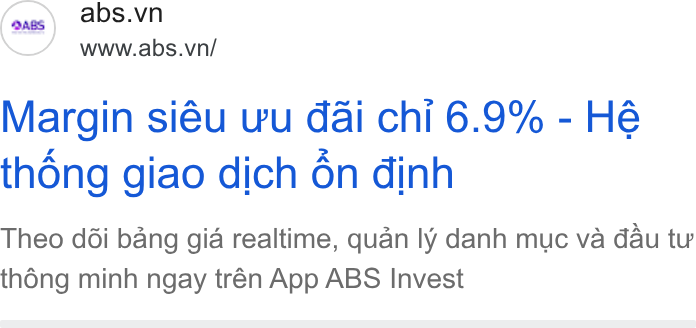 ABS
abs.vn
www.abs.vn/
Margin siêu ưu đãi chỉ 6.9% - Hệ
thống giao dịch ổn định
Theo dõi bảng giá realtime, quản lý danh mục và đầu tư
thông minh ngay trên App ABS Invest